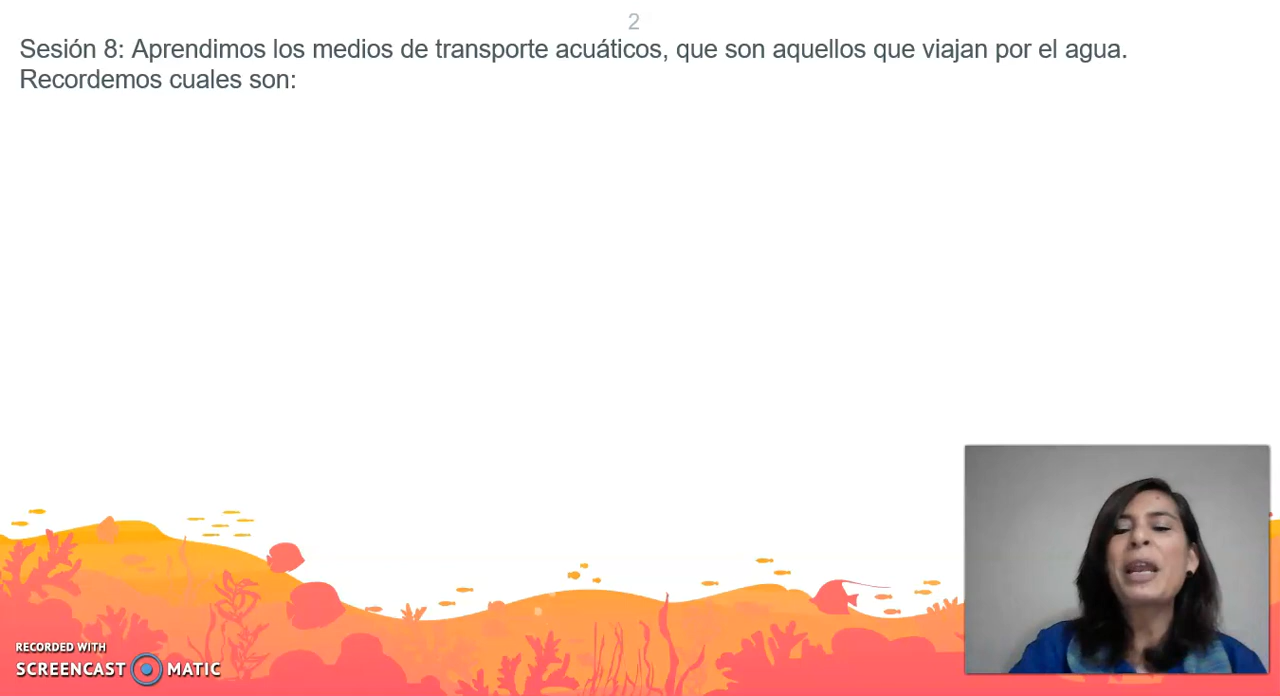 2
Sesión 8: Aprendimos los medios de transporte acuáticos, que son aquellos que viajan por el agua.
Recordemos cuales son:
RECORDED WITH
SCREENCAST MATIC